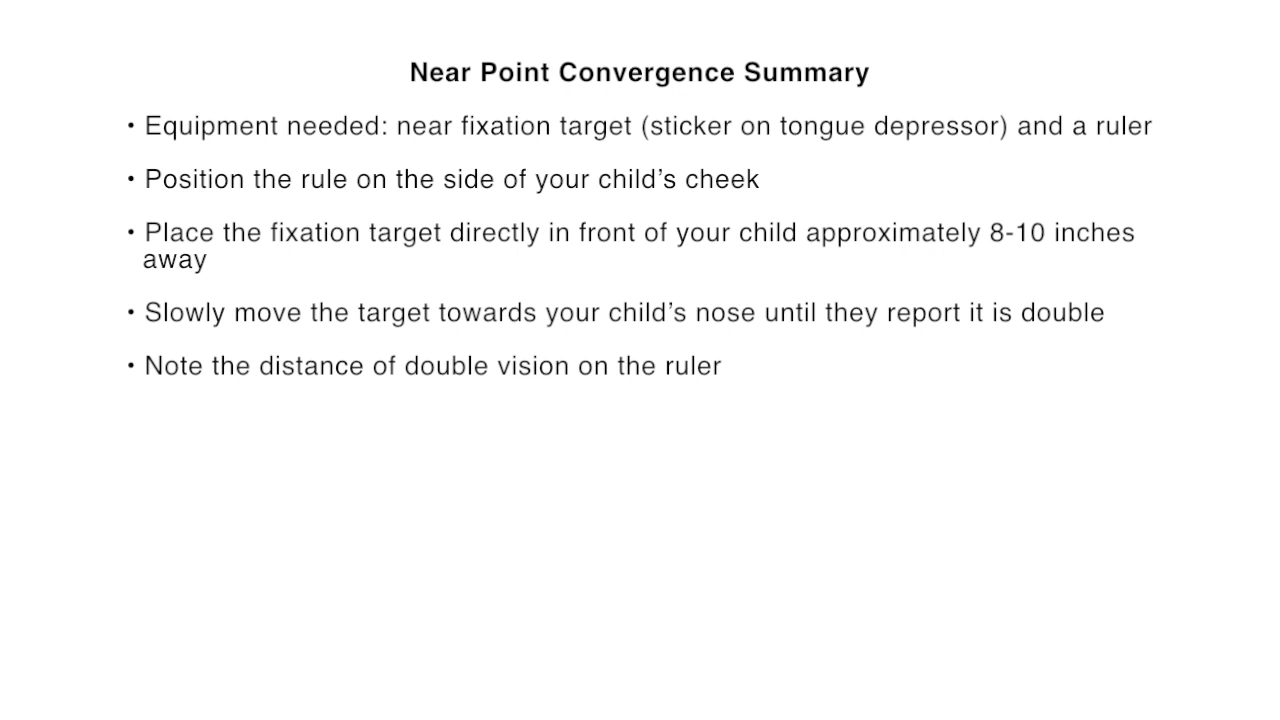 Near Point Convergence Summary
• Equipment needed: near fixation target (sticker on tongue depressor) and a ruler
• Position the rule on the side of your child’s cheek
• Place the fixation target directly in front of your child approximately 8-10 inches
away
• Slowly move the target towards your child’s nose until they report it is double
• Note the distance of double vision on the ruler